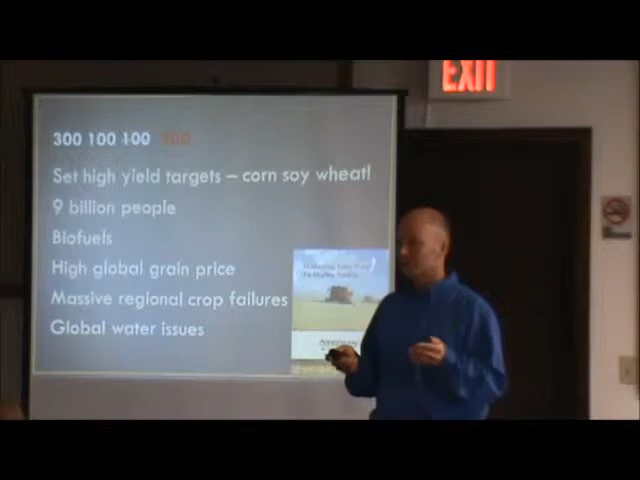 EXIT
300 100 100 700
Set high yield targets – corn soy wheat!
9 billion people
Biofuels
High global grain price
Massive regional crop failures
Global water issues